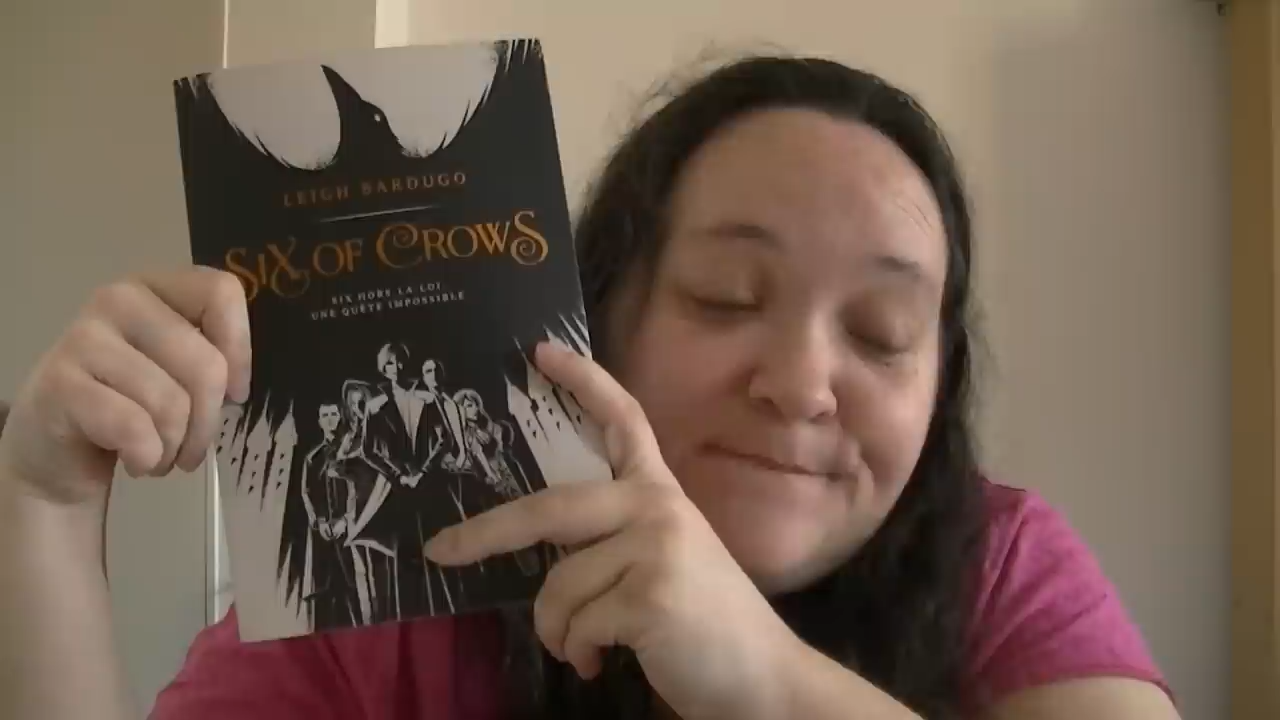 LEIGH BARDUGO
SIX OF CROWS
SIX HORS LA LOI
UNE QUÊTE IMPOSSIBLE